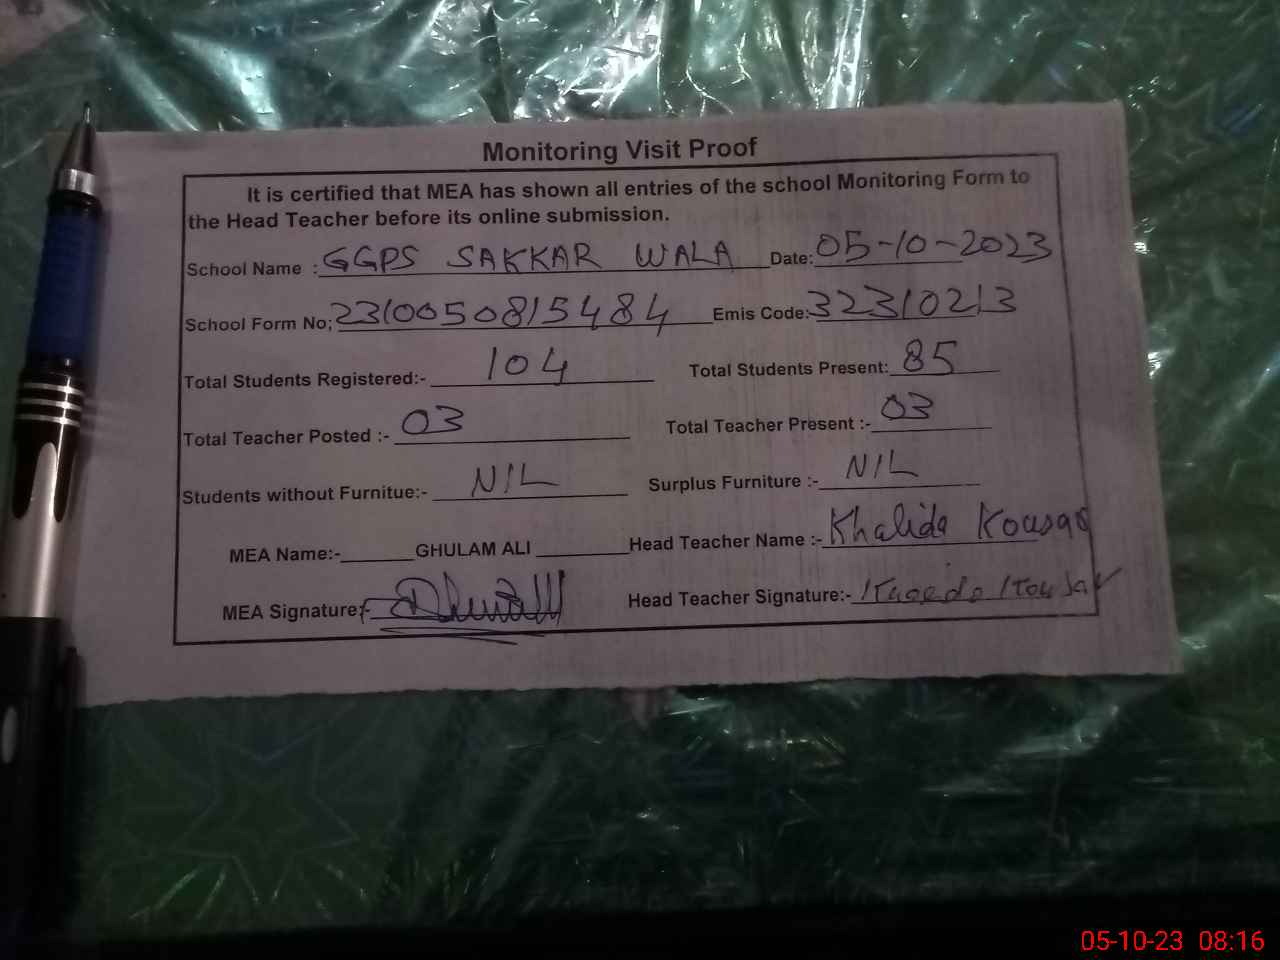 Monitoring Visit Proof
It is certified that MEA has shown all entries of the school Monitoring Form to
the Head Teacher before its online submission.
School Name :GGPS SAKKAR WALA Date:05-10-2023
School Form No;2310050815484 Emis Code:32310213
Total Students Registered:- 104 Total Students Present:- 85
Total Teacher Posted :- 03 Total Teacher Present :- 03
Students without Furnitue:- NIL Surplus Furniture :- NIL
MEA Name:- GHULAM ALI Head Teacher Name :- Khalida Kousar
MEA Signature:- Head Teacher Signature:- Kousar
05-10-23 08:16